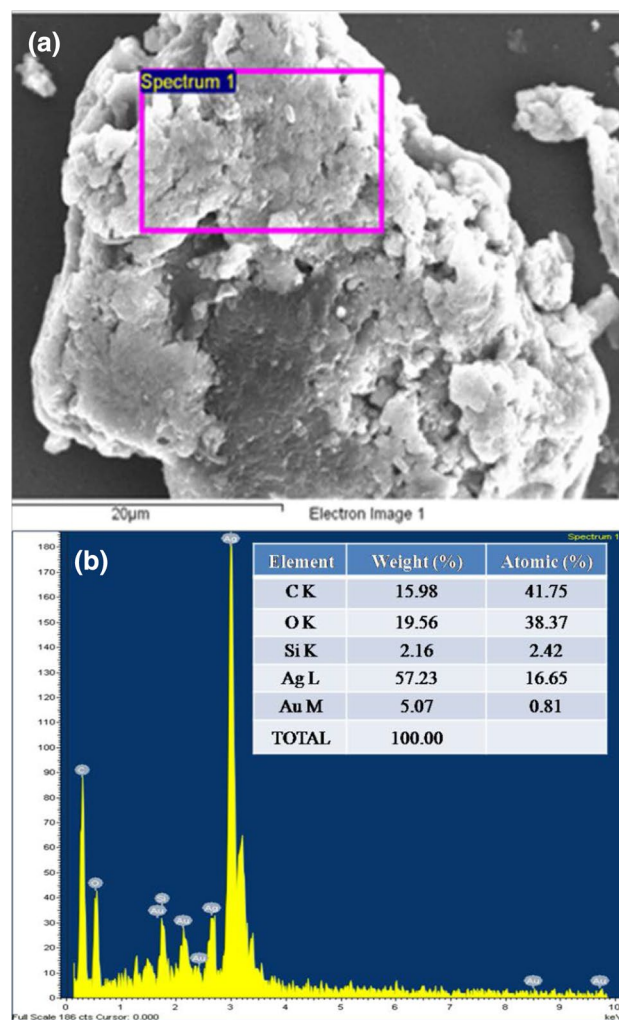 (a)
Spectrum 1
20µm Electron Image 1
(b)
Spectrum 1
Element Weight (%) Atomic (%)
C K 15.98 41.75
O K 19.56 38.37
Si K 2.16 2.42
Ag L 57.23 16.65
Au M 5.07 0.81
TOTAL 100.00
180
170
160
150
140
130
120
110
100
90
80
70
60
50
40
30
20
10
0
C
O
Au
Si
Au
Au
Ag
Ag
Au
Au
0 1 2 3 4 5 6 7 8 9 10
Full Scale 186 cts Cursor: 0.000
keV